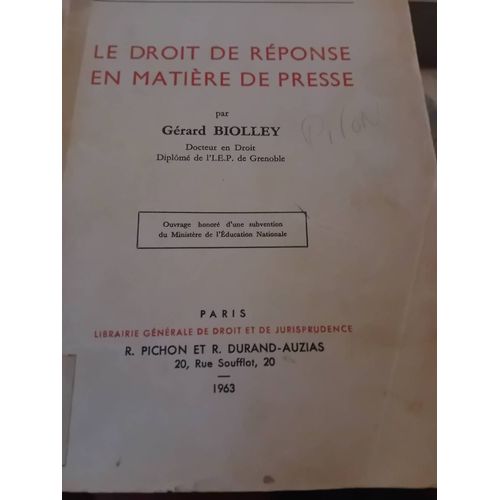 LE DROIT DE RÉPONSE
EN MATIÈRE DE PRESSE
par
Gérard BIOLLEY
Docteur en Droit
Diplômé de l'I.E.P. de Grenoble
Ouvrage honoré d'une subvention
du Ministère de l'Éducation Nationale
PARIS
LIBRAIRIE GÉNÉRALE DE DROIT ET DE JURISPRUDENCE
R. PICHON ET R. DURAND-AUZIAS
20, Rue Soufflot, 20
1963